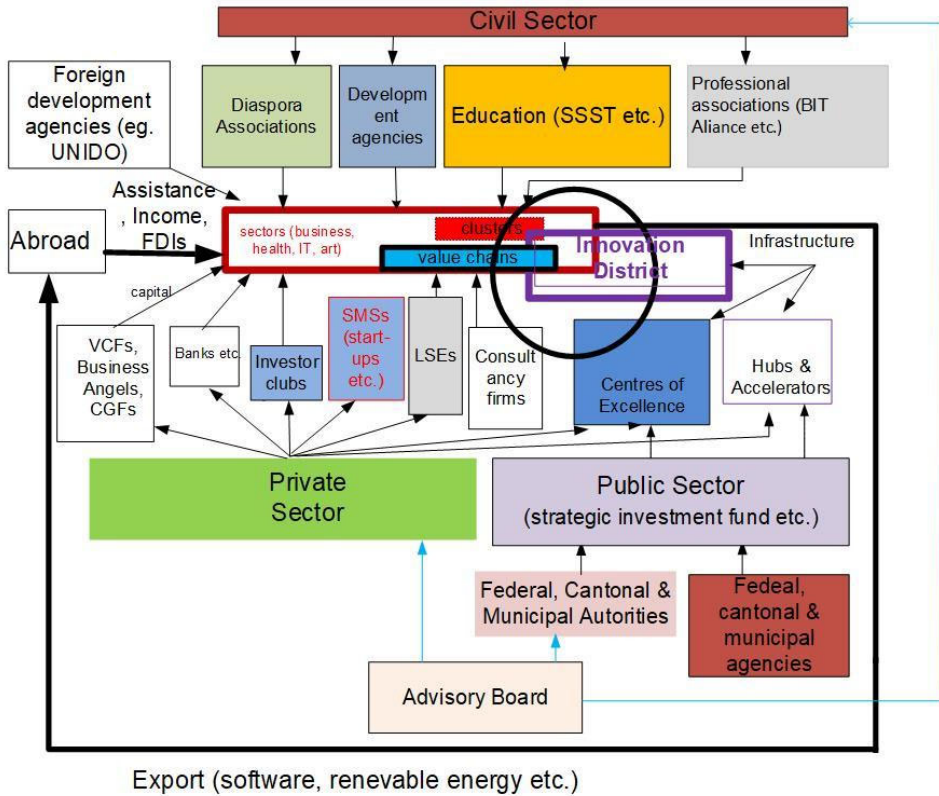 Civil Sector
Foreign
development
agencies (eg.
UNIDO)
Diaspora
Associations
Developm
ent
agencies
Education (SSST etc.)
Professional
associations (BIT
Aliance etc.)
Assistance
, Income,
FDIs
Abroad
sectors (business,
health, IT, art)
clusters
value chains
Innovation
District
Infrastructure
capital
VCFs,
Business
Angels,
CGFs
Banks etc.
Investor
clubs
SMSs
(start-
ups
etc.)
LSEs
Consult
ancy
firms
Centres of
Excellence
Hubs &
Accelerators
Private
Sector
Public Sector
(strategic investment fund etc.)
Federal, Cantonal &
Municipal Autorities
Fedeal,
cantonal &
municipal
agencies
Advisory Board
Export (software, renevable energy etc.)